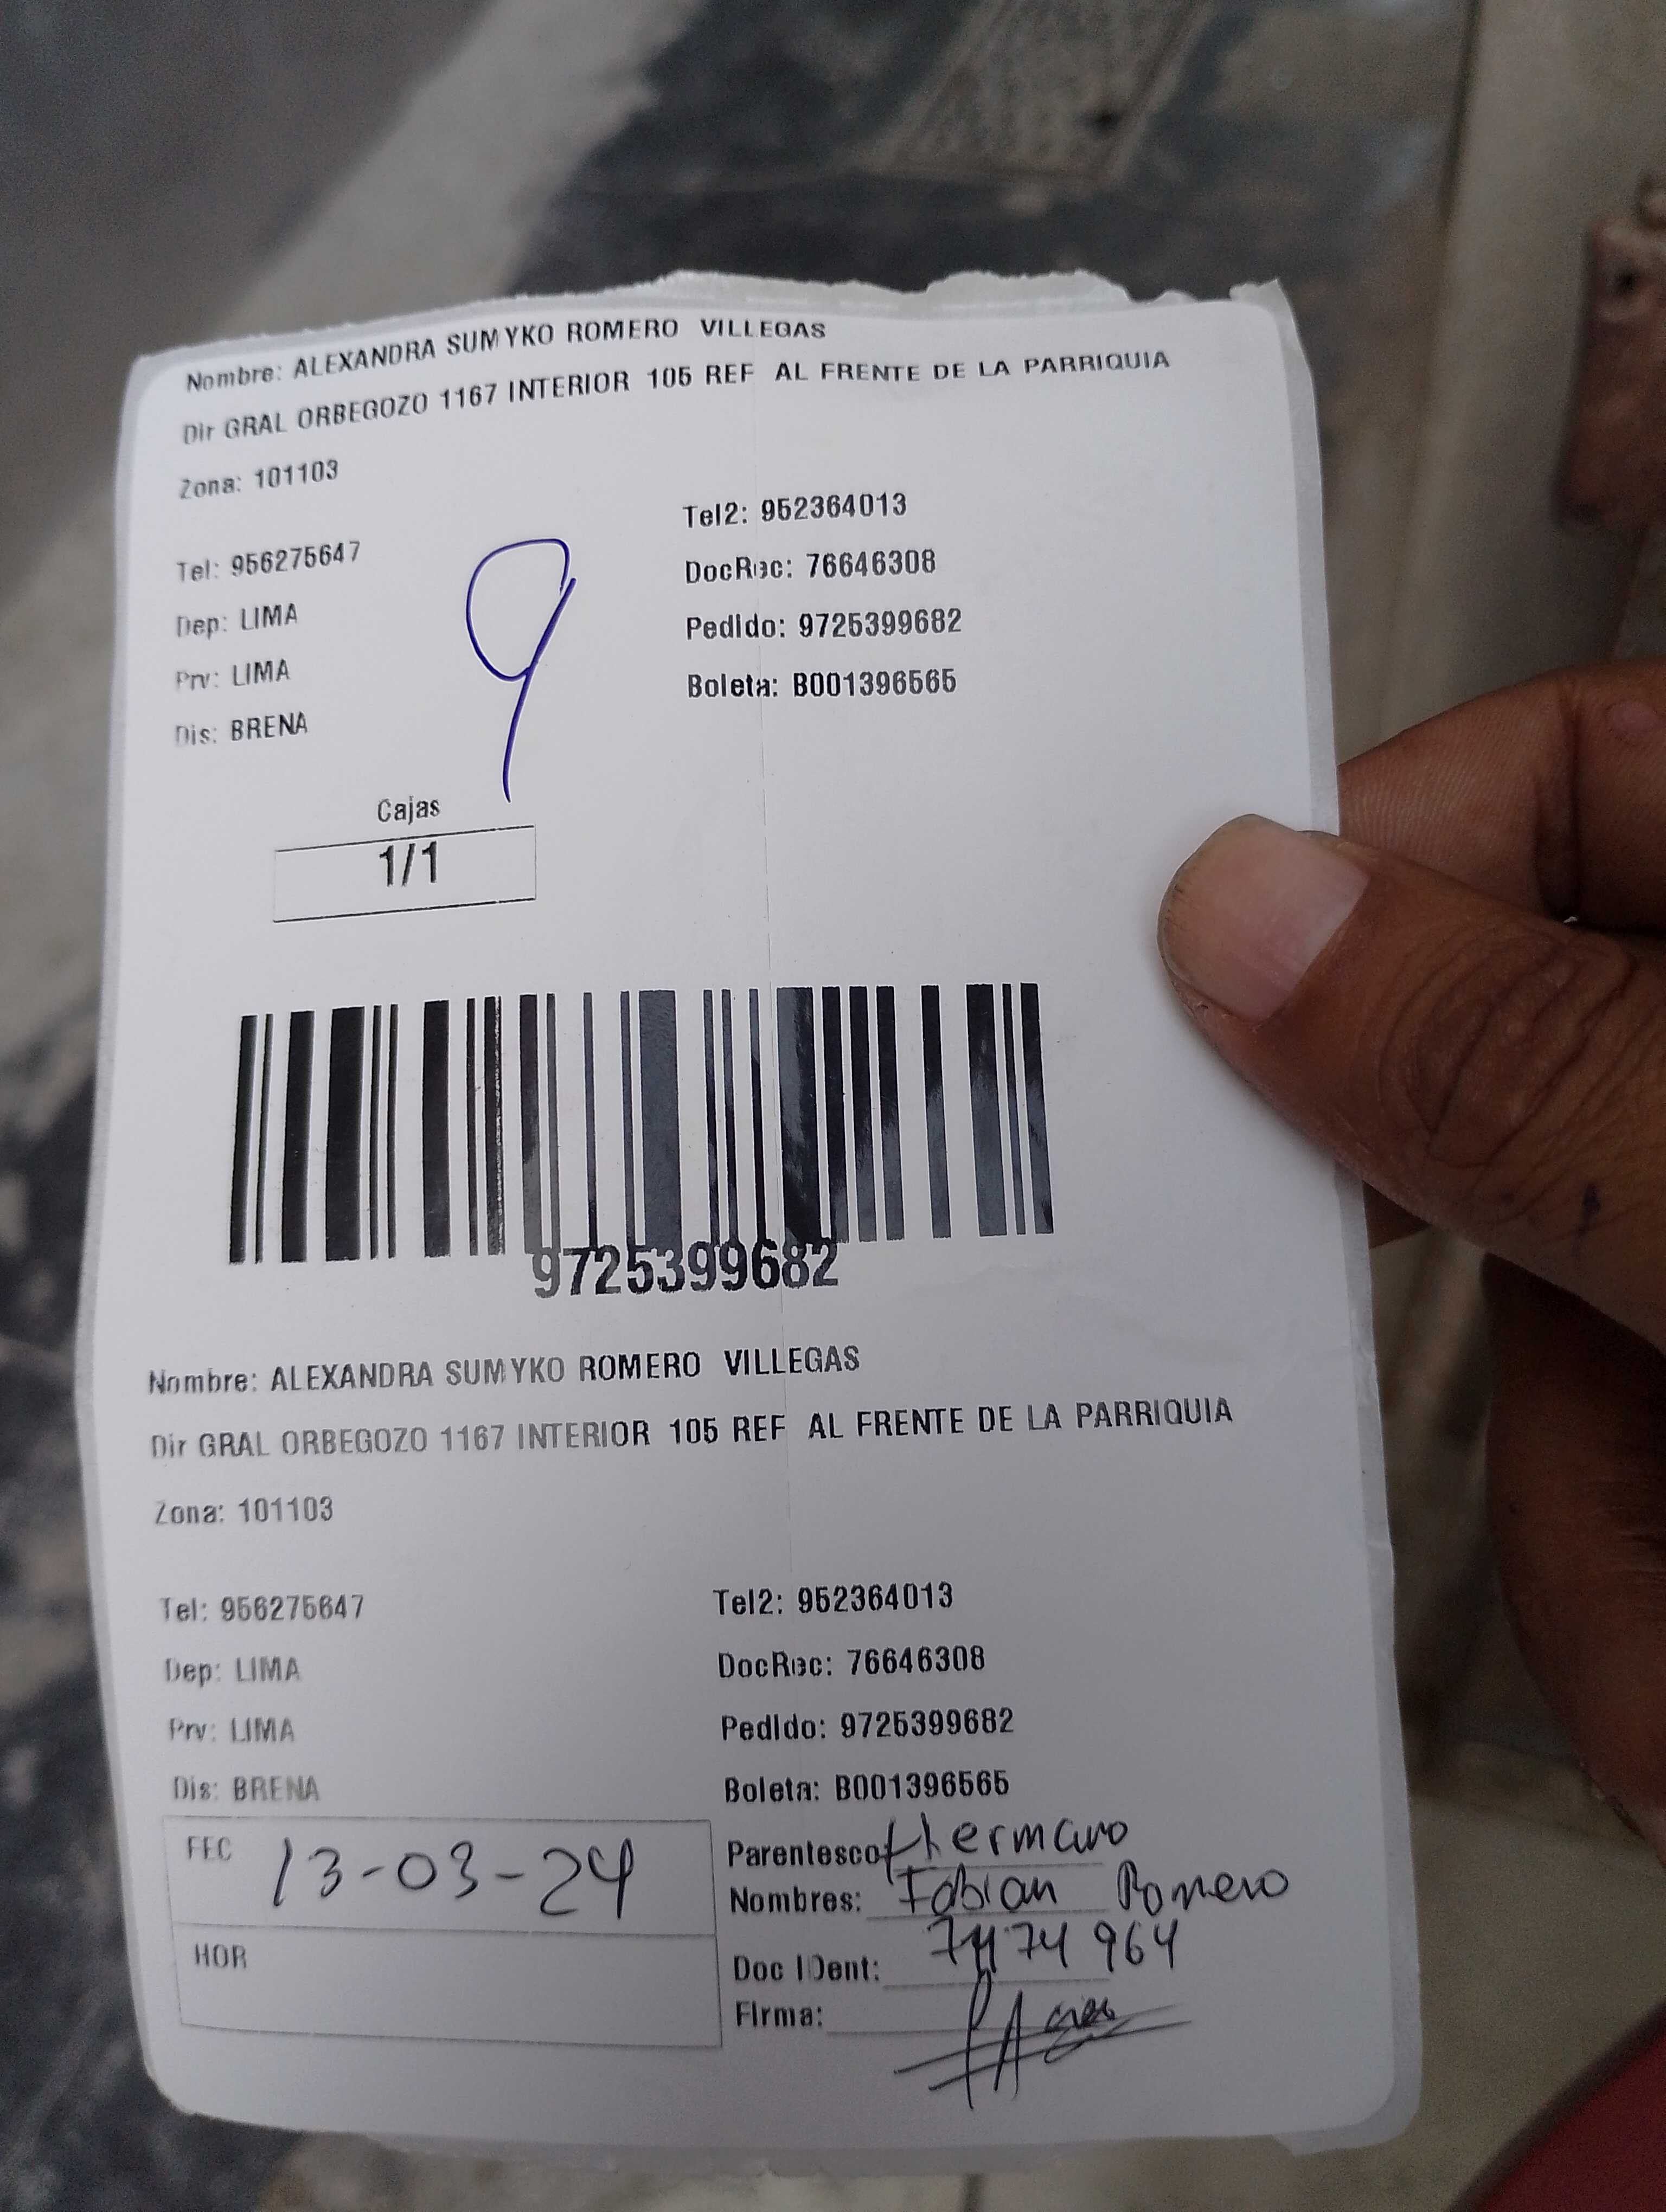 Nombre: ALEXANDRA SUMYKO ROMERO VILLEGAS
Dir GRAL ORBEGOZO 1167 INTERIOR 105 REF AL FRENTE DE LA PARRIQUIA
Zona: 101103
Tel: 956275647 Tel2: 952364013
Dep: LIMA DocRec: 76646308
Prv: LIMA Pedido: 9725399682
Dis: BRENA Boleta: B001396565
9
Cajas
1/1
9725399682
Nombre: ALEXANDRA SUMYKO ROMERO VILLEGAS
Dir GRAL ORBEGOZO 1167 INTERIOR 105 REF AL FRENTE DE LA PARRIQUIA
Zona: 101103
Tel: 956275647 Tel2: 952364013
Dep: LIMA DocRec: 76646308
Prv: LIMA Pedido: 9725399682
Dis: BRENA Boleta: B001396565
FEC 13-03-24
HOR
Parentesco: Hermano
Nombres: Fabian Romero
Doc IDent:
Firma: